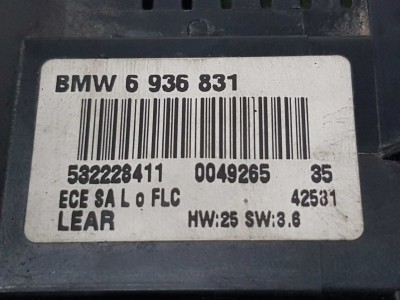 BMW 6 936 831
532228411 0049265 35
ECE SA L o FLC 42531
LEAR HW:25 SW:3.6